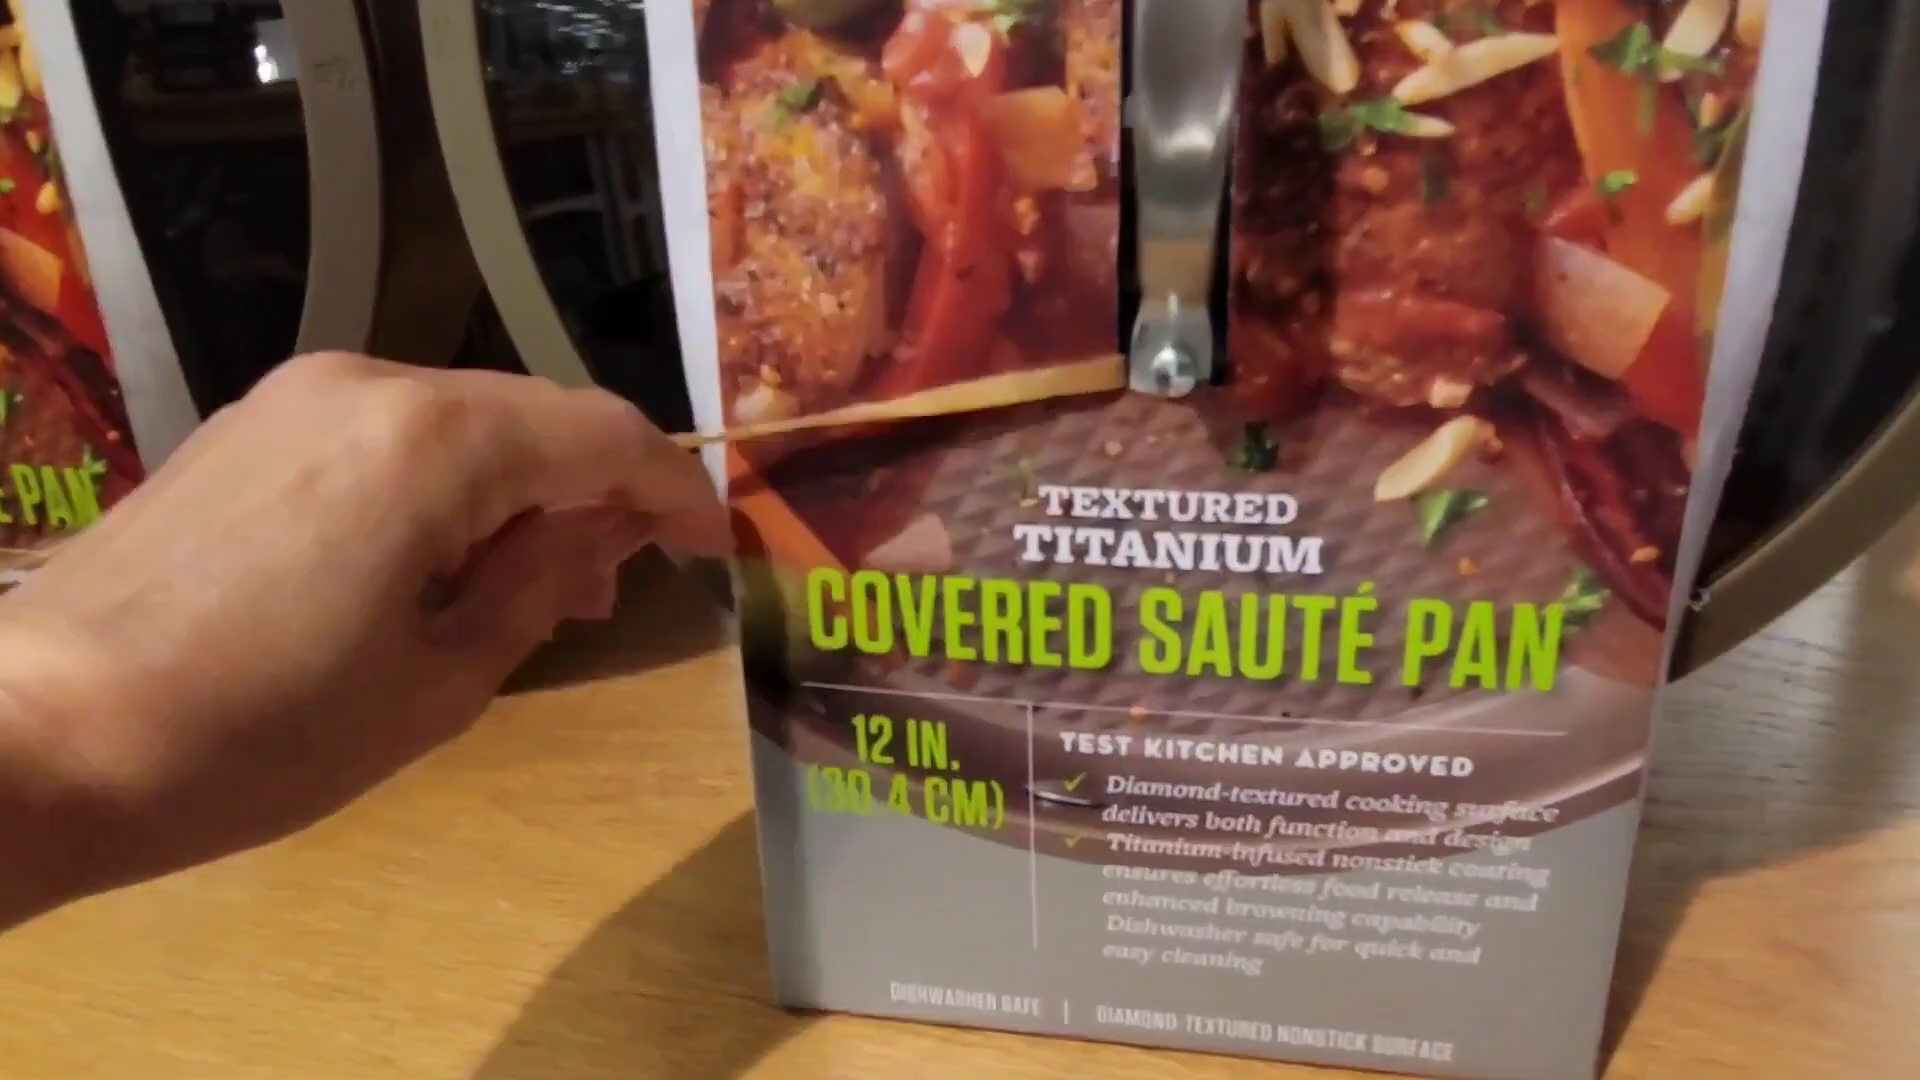 E PAN
TEXTURED
TITANIUM
COVERED SAUTÉ PAN
12 IN.
(30.4 CM)
TEST KITCHEN APPROVED
Diamond-textured cooking surface
delivers both function and design
Titanium-infused nonstick coating
ensures effortless food release and
enhanced browning capability
Dishwasher safe for quick and
easy cleaning
DISHWASHER SAFE | DIAMOND-TEXTURED NONSTICK SURFACE